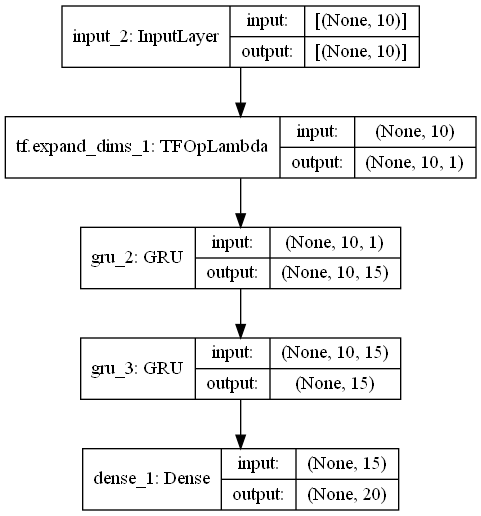 input_2: InputLayer
input: [(None, 10)]
output: [(None, 10)]
tf.expand_dims_1: TFOpLambda
input: (None, 10)
output: (None, 10, 1)
gru_2: GRU
input: (None, 10, 1)
output: (None, 10, 15)
gru_3: GRU
input: (None, 10, 15)
output: (None, 15)
dense_1: Dense
input: (None, 15)
output: (None, 20)